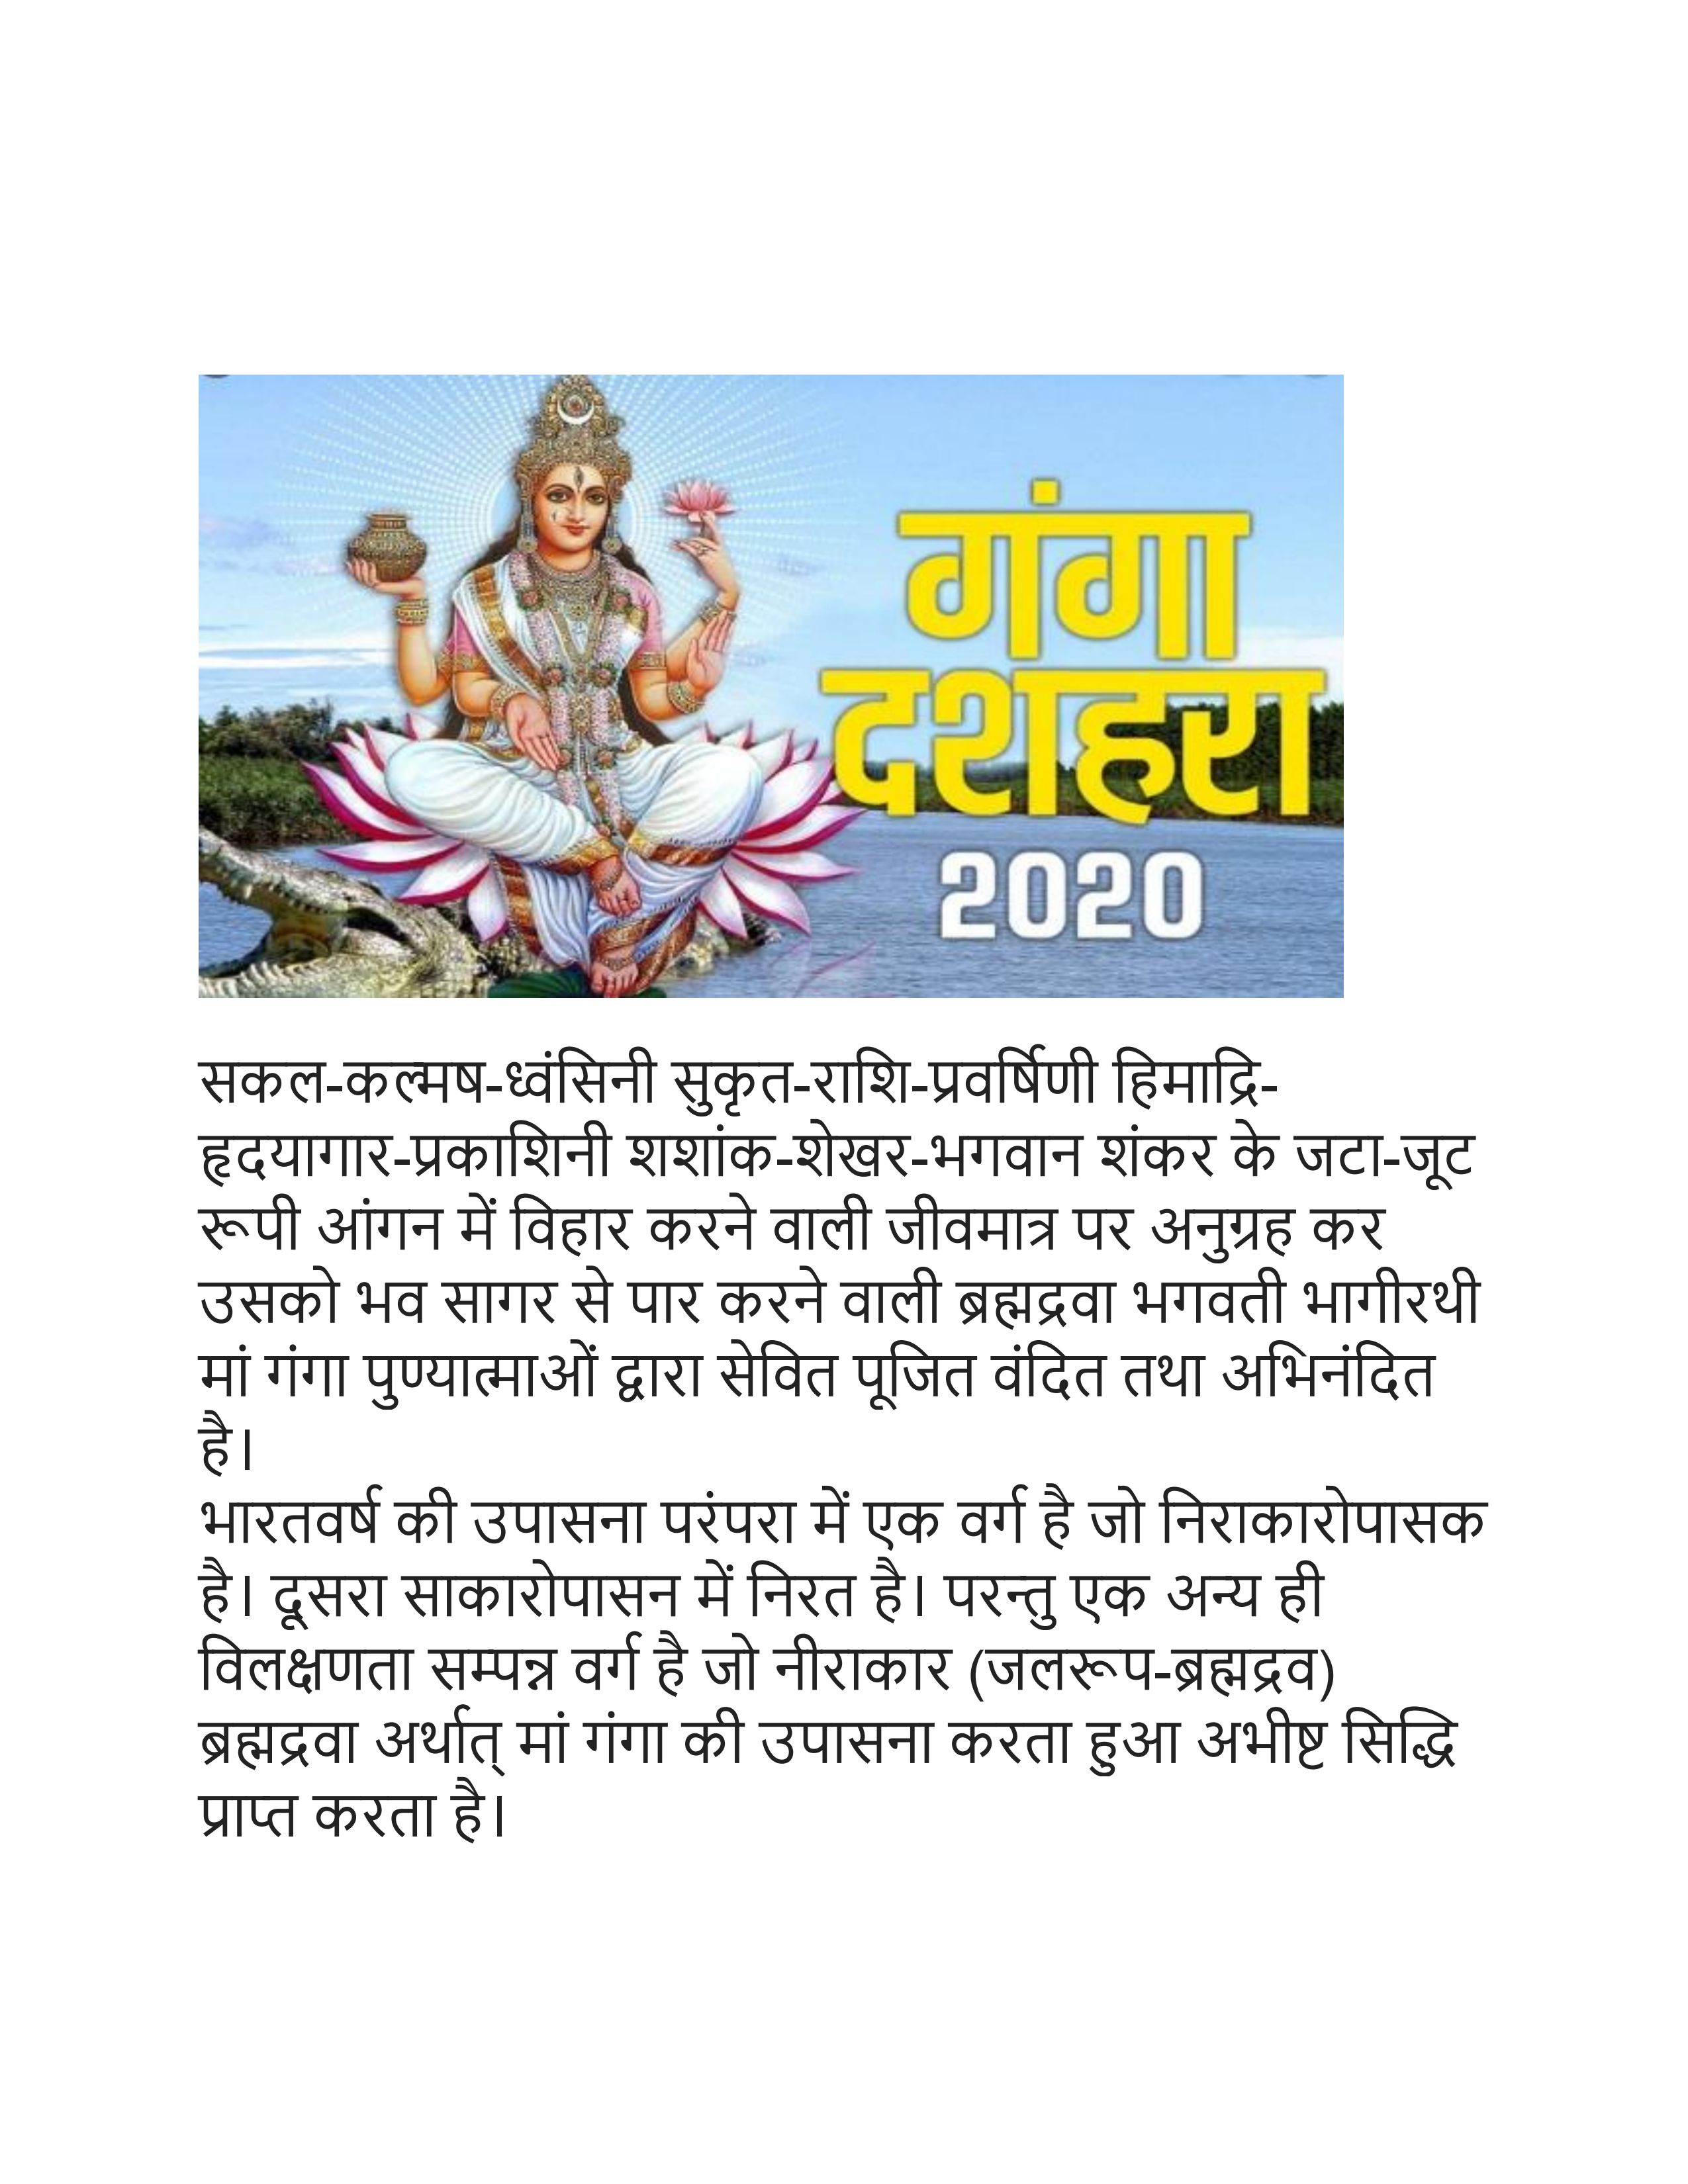 गंगा
दशहरा
2020
सकल-कल्मष-ध्वंसिनी सुकृत-राशि-प्रवर्षिणी हिमाद्रि-
हृदयागार-प्रकाशिनी शशांक-शेखर-भगवान शंकर के जटा-जूट
रूपी आंगन में विहार करने वाली जीवमात्र पर अनुग्रह कर
उसको भव सागर से पार करने वाली ब्रह्मद्रवा भगवती भागीरथी
मां गंगा पुण्यात्माओं द्वारा सेवित पूजित वंदित तथा अभिनंदित
है।
भारतवर्ष की उपासना परंपरा में एक वर्ग है जो निराकारोपासक
है। दूसरा साकारोपासन में निरत है। परन्तु एक अन्य ही
विलक्षणता सम्पन्न वर्ग है जो नीराकार (जलरूप-ब्रह्मद्रव)
ब्रह्मद्रवा अर्थात् मां गंगा की उपासना करता हुआ अभीष्ट सिद्धि
प्राप्त करता है।